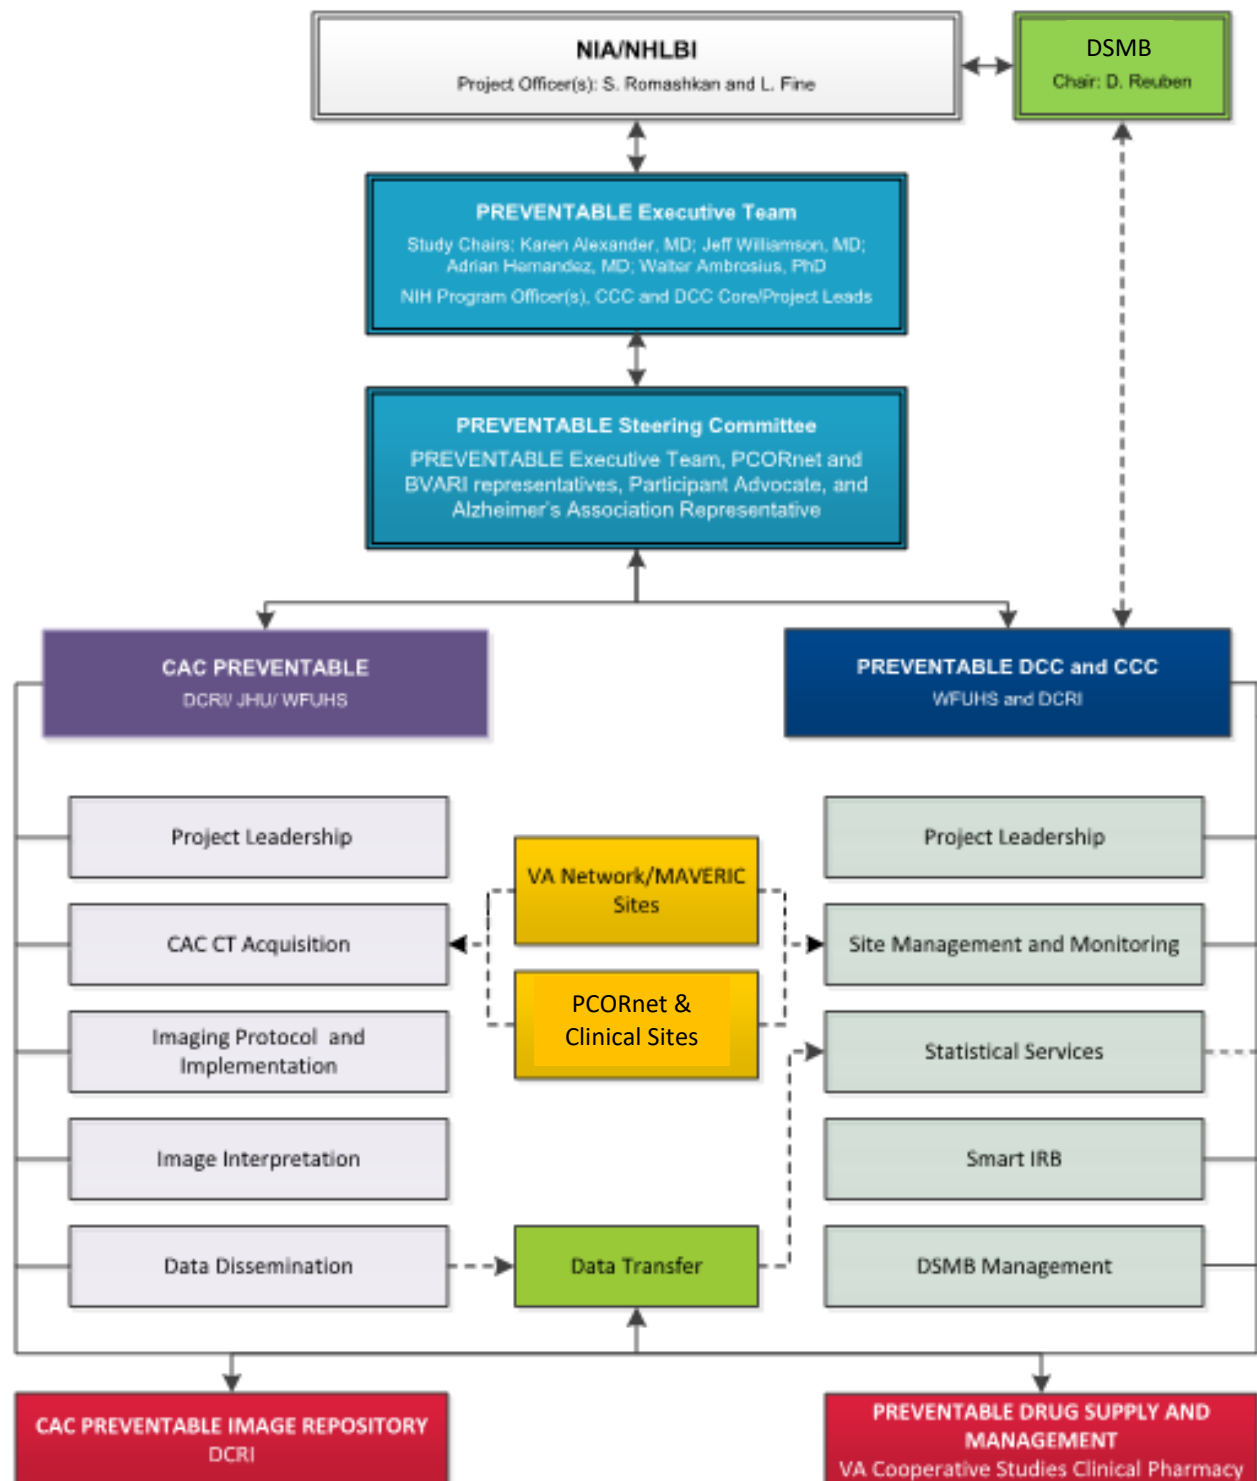 NIA/NHLBI
Project Officer(s): S. Romashkan and L. Fine
DSMB
Chair: D. Reuben
PREVENTABLE Executive Team
Study Chairs: Karen Alexander, MD; Jeff Williamson, MD;
Adrian Hernandez, MD; Walter Ambrosius, PhD
NIH Program Officer(s), CCC and DCC Core/Project Leads
PREVENTABLE Steering Committee
PREVENTABLE Executive Team, PCORnet and
BVARI representatives, Participant Advocate, and
Alzheimer's Association Representative
CAC PREVENTABLE
DCRI/ JHU/ WFUHS
PREVENTABLE DCC and CCC
WFUHS and DCRI
Project Leadership
CAC CT Acquisition
Imaging Protocol and
Implementation
Image Interpretation
Data Dissemination
VA Network/MAVERIC
Sites
PCORnet &
Clinical Sites
Data Transfer
Project Leadership
Site Management and Monitoring
Statistical Services
Smart IRB
DSMB Management
CAC PREVENTABLE IMAGE REPOSITORY
DCRI
PREVENTABLE DRUG SUPPLY AND
MANAGEMENT
VA Cooperative Studies Clinical Pharmacy